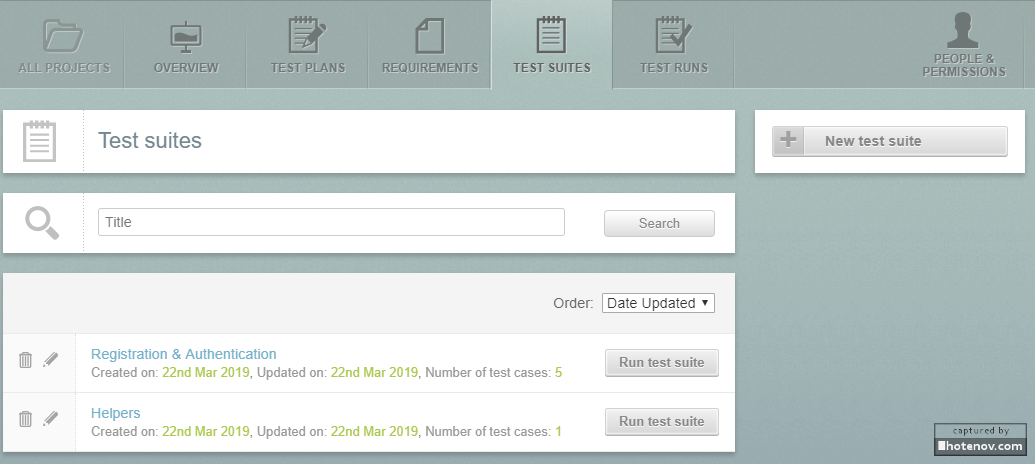 ALL PROJECTS
OVERVIEW
TEST PLANS
REQUIREMENTS
TEST SUITES
TEST RUNS
PEOPLE &
PERMISSIONS
Test suites
New test suite
Title
Search
Order: Date Updated
Registration & Authentication
Created on: 22nd Mar 2019, Updated on: 22nd Mar 2019, Number of test cases: 5
Run test suite
Helpers
Created on: 22nd Mar 2019, Updated on: 22nd Mar 2019, Number of test cases: 1
Run test suite
captured by
hotenov.com